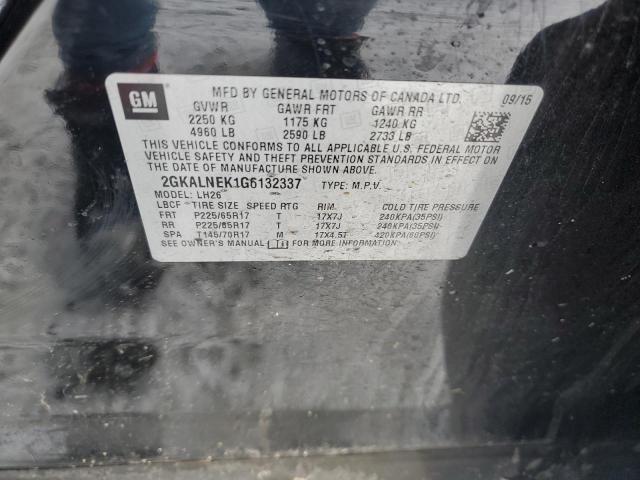 GM
MFD BY GENERAL MOTORS OF CANADA LTD. 09/15
GVWR GAWR FRT GAWR RR
2250 KG 1175 KG 1240 KG
4960 LB 2590 LB 2733 LB
THIS VEHICLE CONFORMS TO ALL APPLICABLE U.S. FEDERAL MOTOR
VEHICLE SAFETY AND THEFT PREVENTION STANDARDS IN EFFECT ON
THE DATE OF MANUFACTURE SHOWN ABOVE.
2GKALNEK1G6132337 TYPE: M.P.V.
MODEL: LH26
LBCF TIRE SIZE SPEED RTG RIM COLD TIRE PRESSURE
FRT P225/65R17 T 17X7J 240KPA(35PSI)
RR P225/65R17 T 17X7J 240KPA(35PSI)
SPA T145/70R17 M 17X4.5T 420KPA(60PSI)
SEE OWNER'S MANUAL FOR MORE INFORMATION.